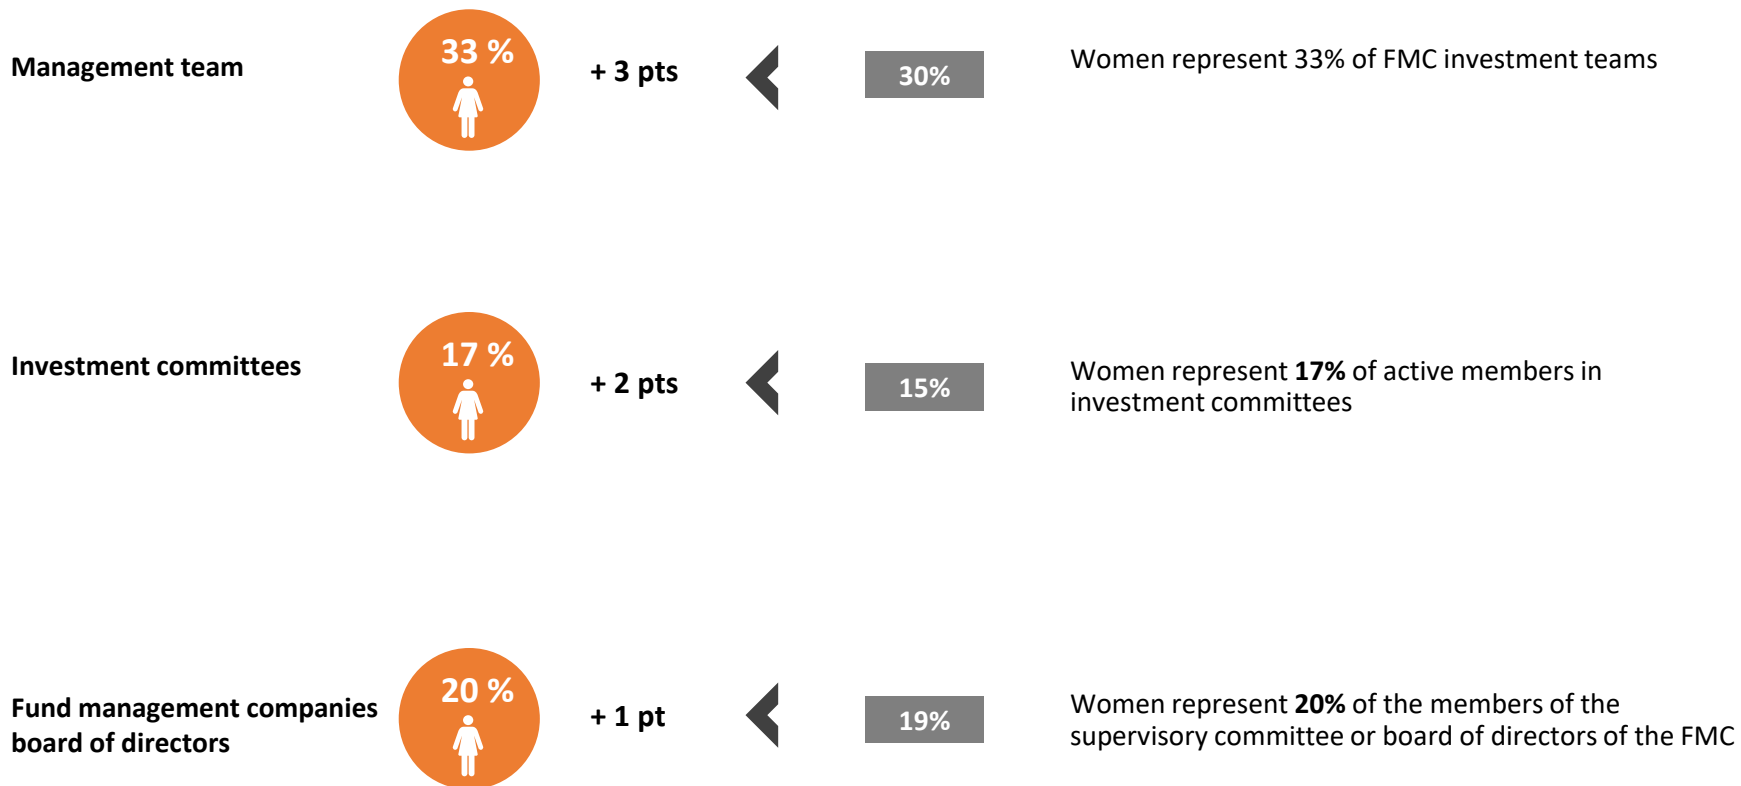 Management team
33 %
+ 3 pts
30%
Women represent 33% of FMC investment teams
Investment committees
17 %
+ 2 pts
15%
Women represent 17% of active members in
investment committees
Fund management companies
board of directors
20 %
+ 1 pt
19%
Women represent 20% of the members of the
supervisory committee or board of directors of the FMC